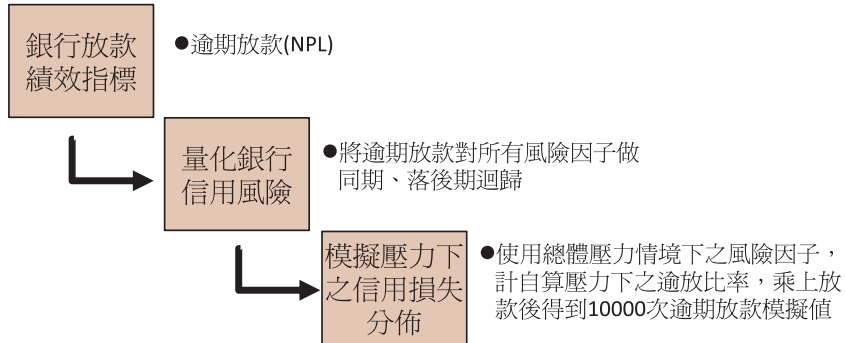 銀行放款
績效指標
●逾期放款(NPL)
量化銀行
信用風險
●將逾期放款對所有風險因子做
同期、落後期迴歸
模擬壓力下
之信用損失
分佈
●使用總體壓力情境下之風險因子，
計自算壓力下之逾放比率，乘上放
款後得到10000次逾期放款模擬值